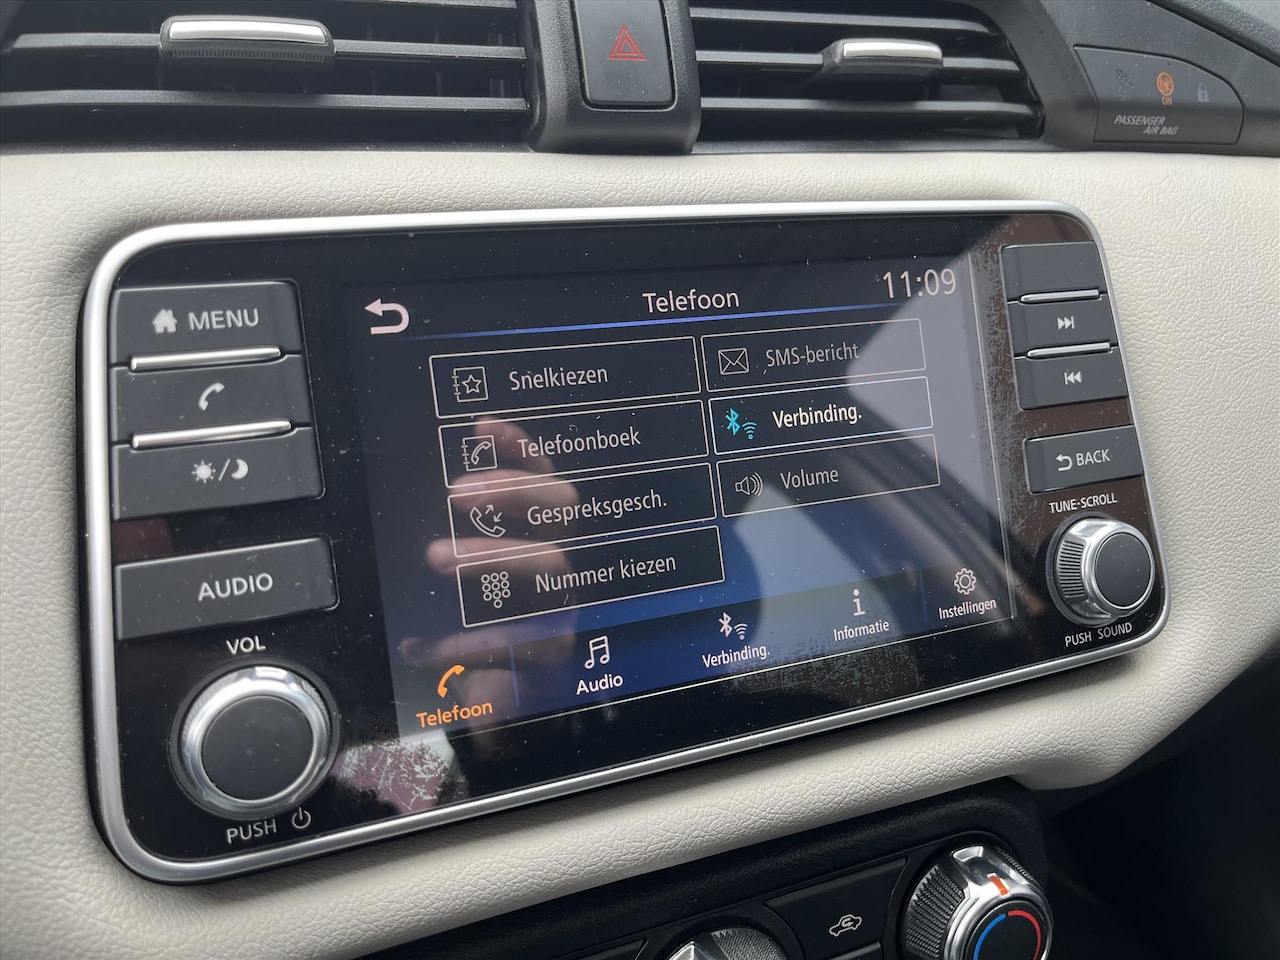 ON
PASSENGER
AIR BAG
MENU
AUDIO
VOL
PUSH
Telefoon
11:09
Snelkiezen
SMS-bericht
Telefoonboek
Verbinding.
Gespreksgesch.
Volume
Nummer kiezen
Telefoon
Audio
Verbinding.
Informatie
Instellingen
BACK
TUNE·SCROLL
PUSH SOUND